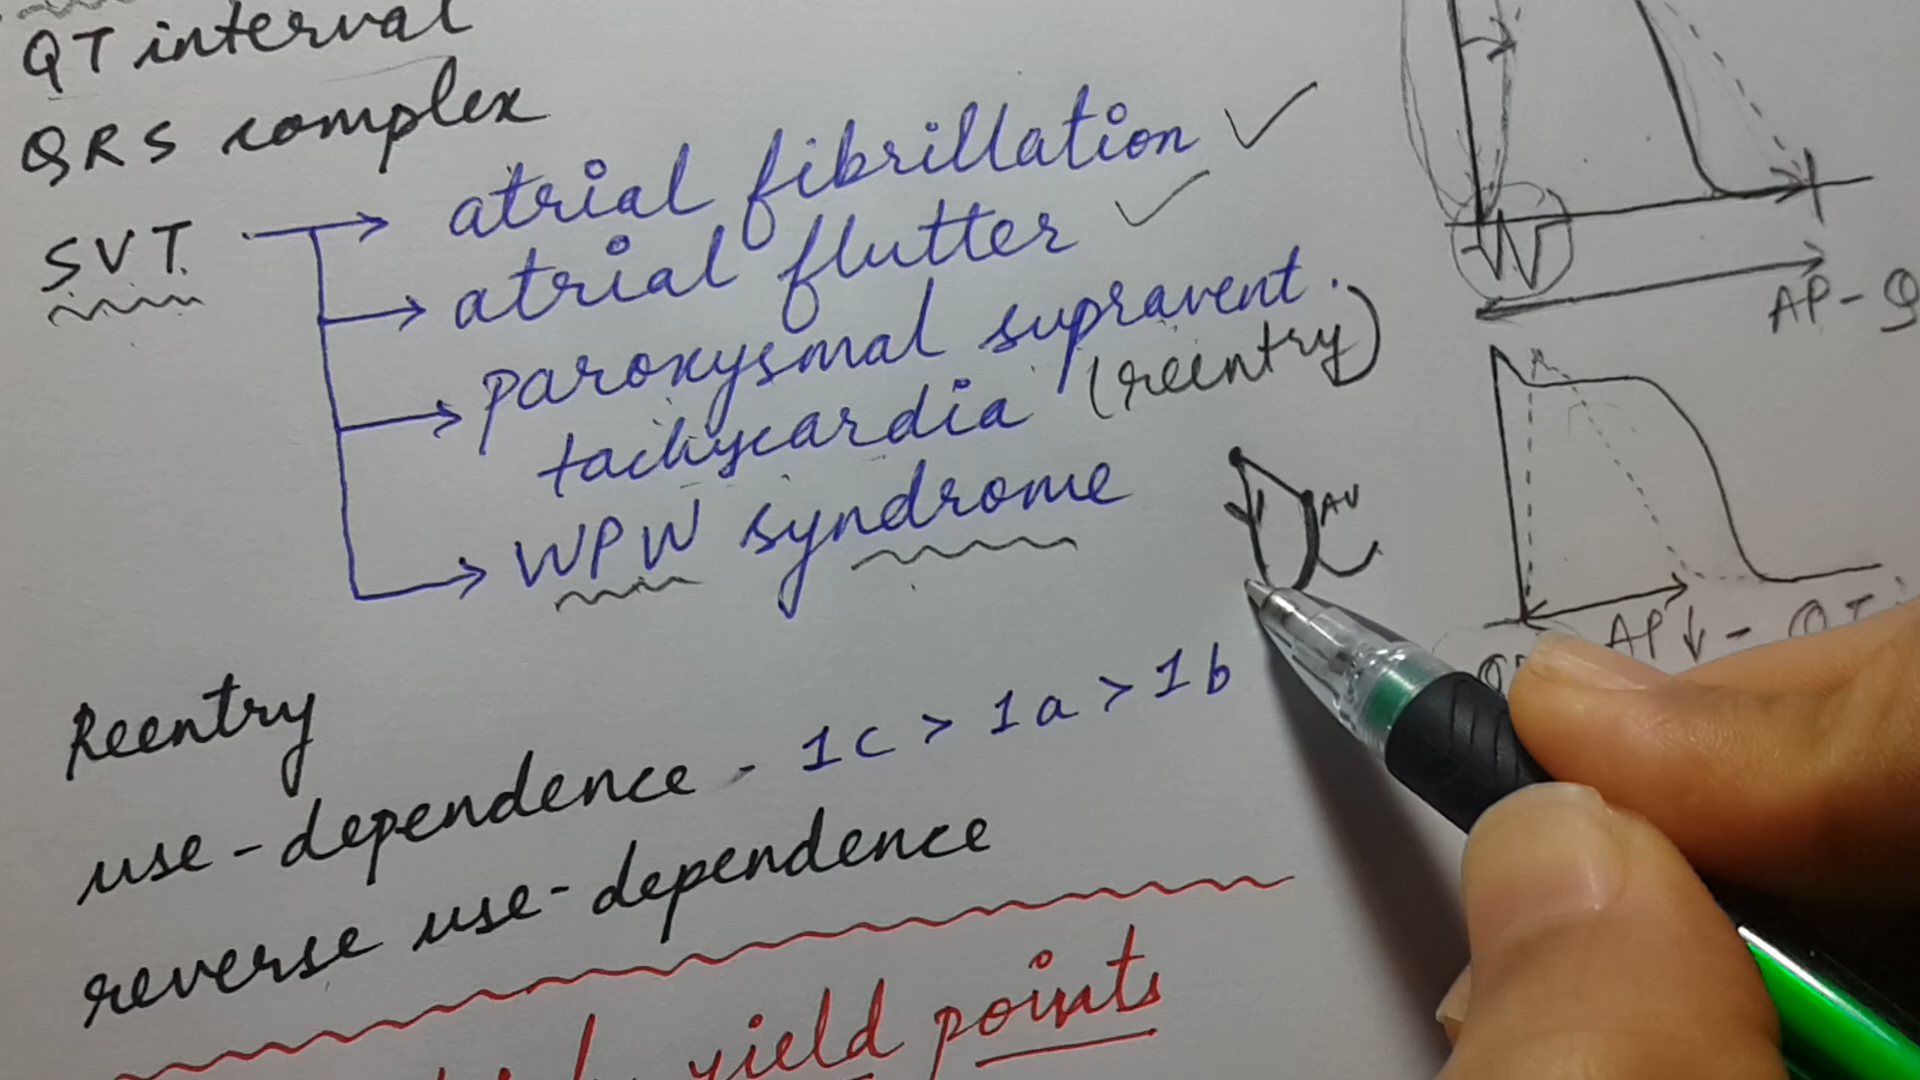 QT interval
QRS complex
SVT → atrial fibrillation ✓
→ atrial flutter ✓
→ paroxysmal supravent.
tachycardia (reentry)
→ WPW syndrome
AV
Reentry
use-dependence - 1c > 1a > 1b
reverse use-dependence
yield points
AP - Q
AP ↓ - QT